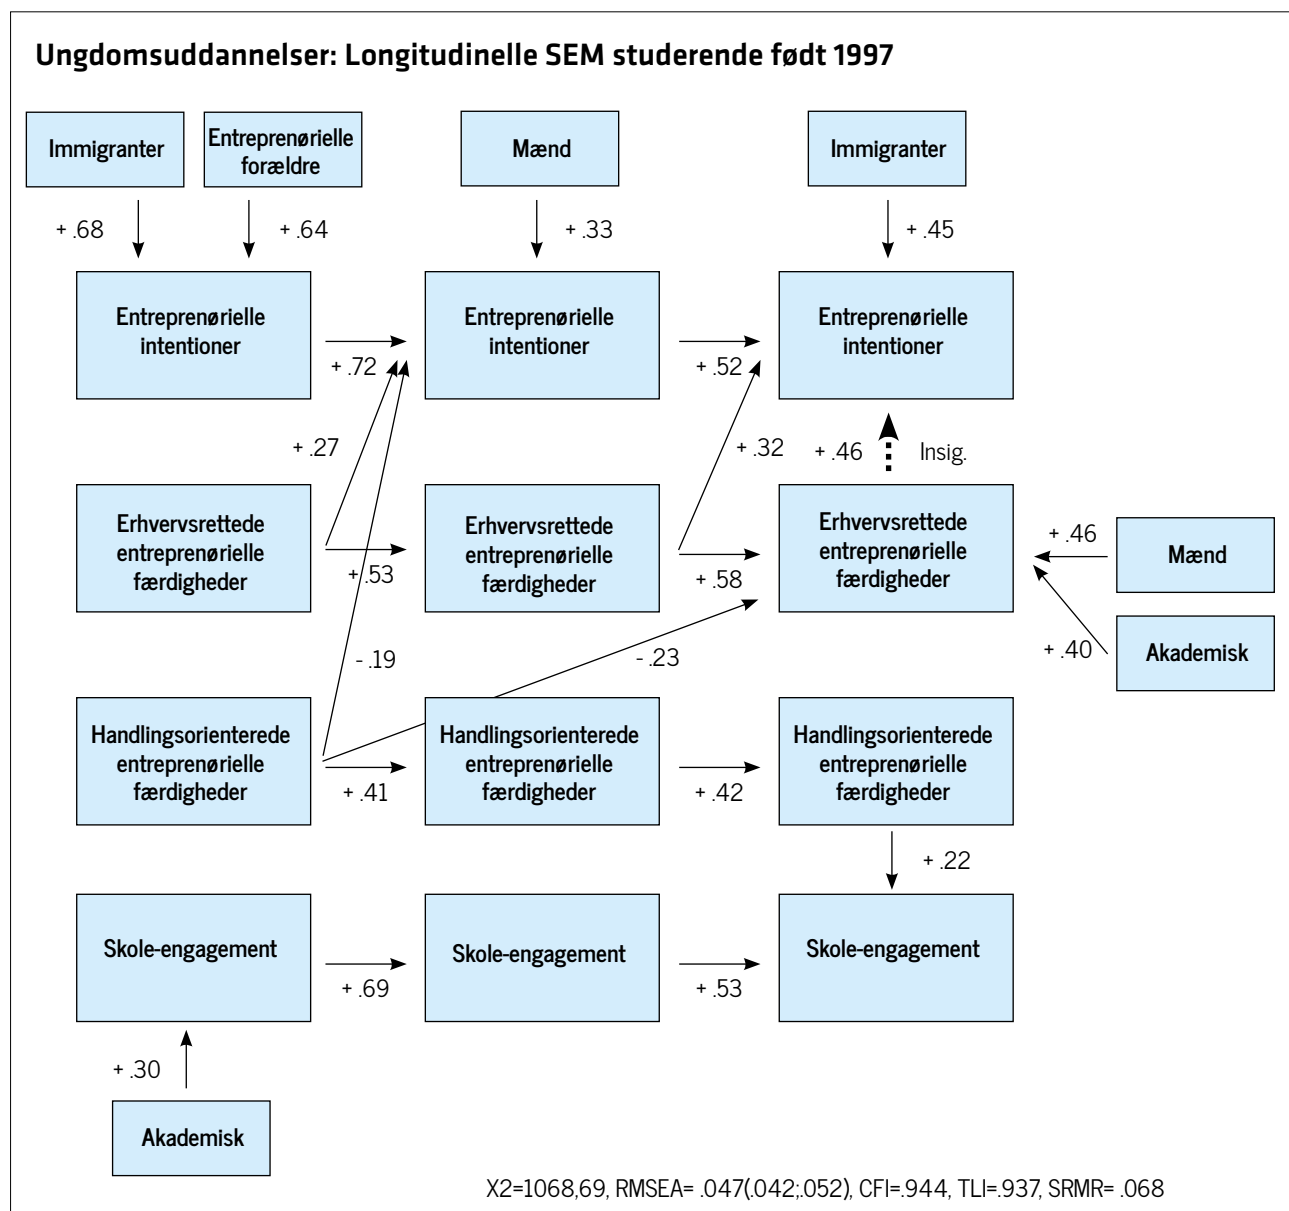 Ungdomsuddannelser: Longitudinelle SEM studerende født 1997
Immigranter
Entreprenørielle
forældre
Mænd
Immigranter
+ .68
+ .64
+ .33
+ .45
Entreprenørielle
intentioner
Entreprenørielle
intentioner
Entreprenørielle
intentioner
+ .72
+ .52
+ .27
+ .32
+ .46
Insig.
Erhvervsrettede
entreprenørielle
færdigheder
Erhvervsrettede
entreprenørielle
færdigheder
Erhvervsrettede
entreprenørielle
færdigheder
+ .46
Mænd
+ .53
+ .58
+ .40
Akademisk
- .19
- .23
Handlingsorienterede
entreprenørielle
færdigheder
Handlingsorienterede
entreprenørielle
færdigheder
Handlingsorienterede
entreprenørielle
færdigheder
+ .41
+ .42
+ .22
Skole-engagement
Skole-engagement
Skole-engagement
+ .69
+ .53
+ .30
Akademisk
X2=1068,69, RMSEA= .047(.042;.052), CFI=.944, TLI=.937, SRMR= .068